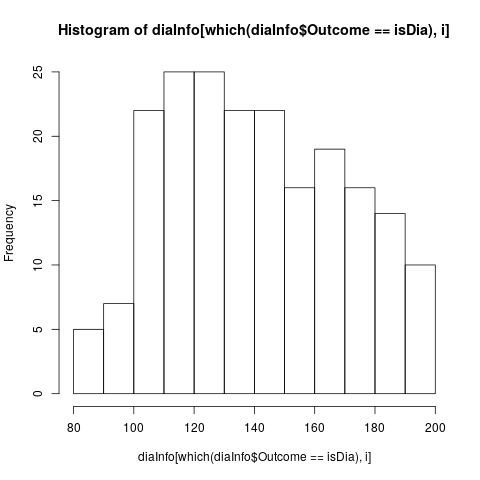 Histogram of diaInfo[which(diaInfo$Outcome == isDia), i]
Frequency
25
20
15
10
5
0
80 100 120 140 160 180 200
diaInfo[which(diaInfo$Outcome == isDia), i]